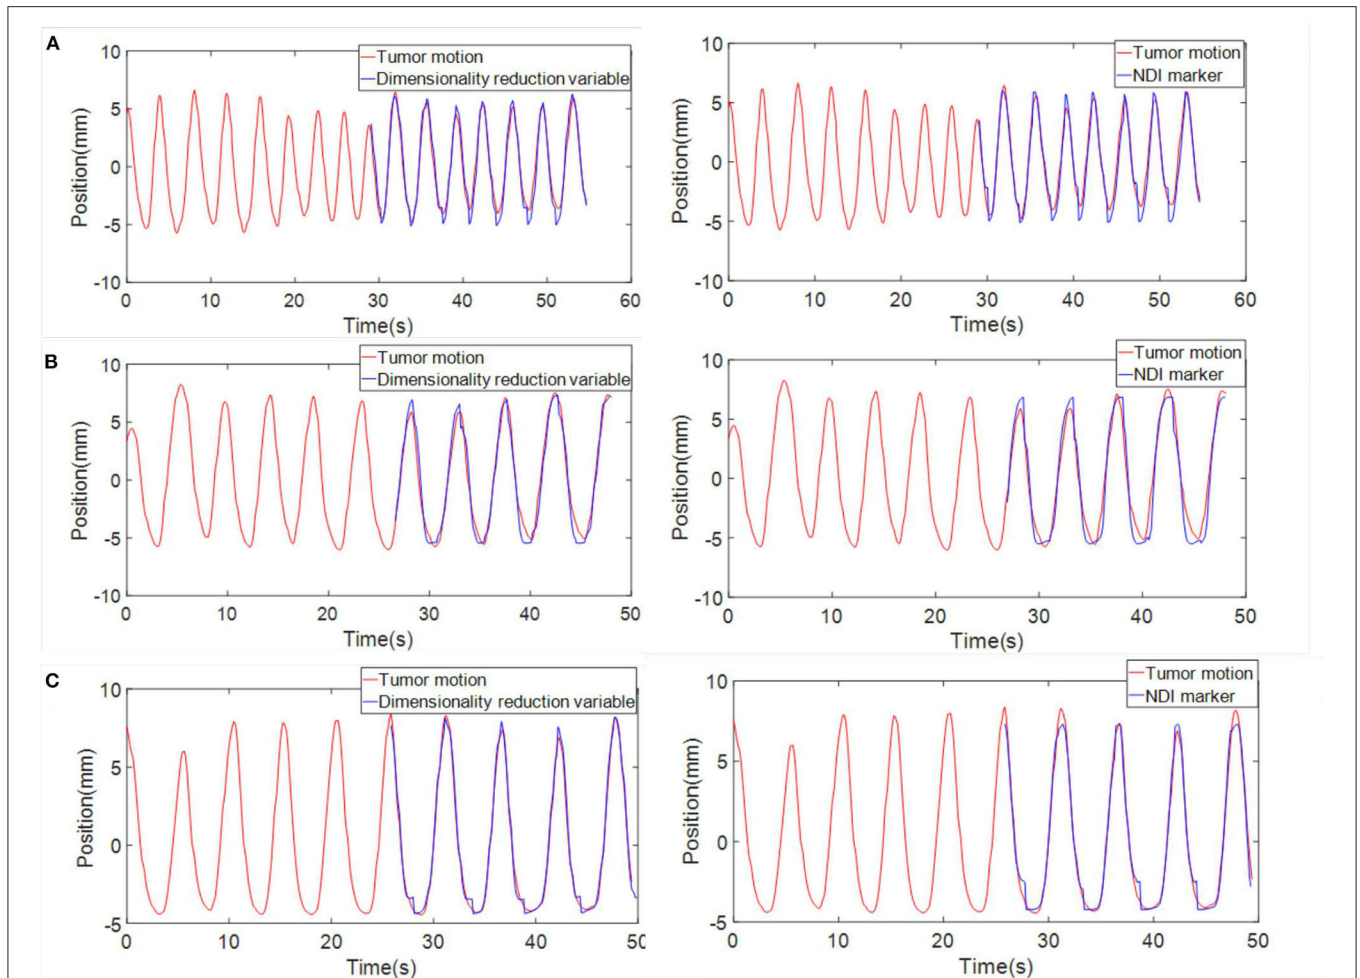 A
Tumor motion
Dimensionality reduction variable
Position(mm)
10
5
0
-5
-10
0 10 20 30 40 50 60
Time(s)
Tumor motion
NDI marker
Position(mm)
10
5
0
-5
-10
0 10 20 30 40 50 60
Time(s)
B
Tumor motion
Dimensionality reduction variable
Position(mm)
10
5
0
-5
-10
0 10 20 30 40 50
Time(s)
Tumor motion
NDI marker
Position(mm)
10
5
0
-5
-10
0 10 20 30 40 50
Time(s)
C
Tumor motion
Dimensionality reduction variable
Position(mm)
10
5
0
-5
0 10 20 30 40 50
Time(s)
Tumor motion
NDI marker
Position(mm)
10
5
0
-5
0 10 20 30 40 50
Time(s)